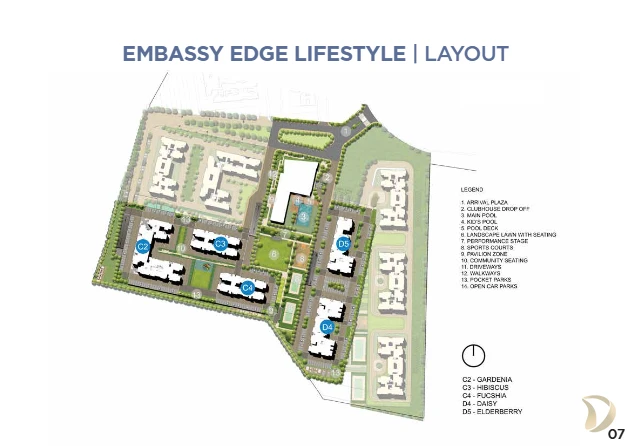 EMBASSY EDGE LIFESTYLE | LAYOUT
C2
C3
C4
D5
D4
LEGEND
1. ARRIVAL PLAZA
2. CLUBHOUSE DROP OFF
3. MAIN POOL
4. KID'S POOL
5. POOL DECK
6. LANDSCAPE LAWN WITH SEATING
7. PERFORMANCE STAGE
8. SPORTS COURTS
9. PAVILION ZONE
10. COMMUNITY SEATING
11. DRIVEWAYS
12. WALKWAYS
13. POCKET PARKS
14. OPEN CAR PARKS
C2 - GARDENIA
C3 - HIBISCUS
C4 - FUCSHIA
D4 - DAISY
D5 - ELDERBERRY
07